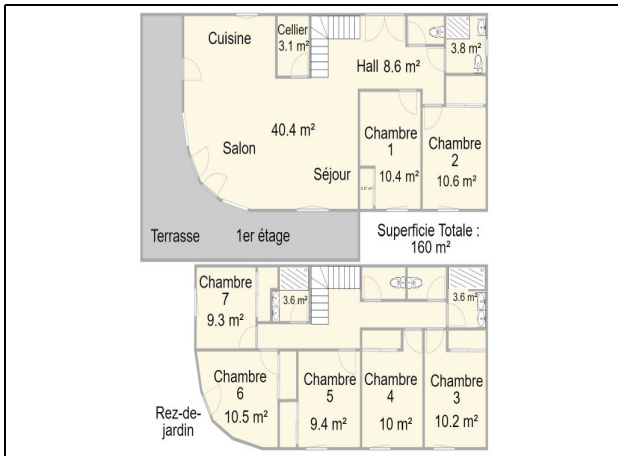 Cuisine
Cellier
3.1 m²
3.8 m²
Hall 8.6 m²
40.4 m²
Salon
Séjour
Chambre
1
10.4 m²
Chambre
2
10.6 m²
Terrasse
1er étage
Superficie Totale :
160 m²
Chambre
7
9.3 m²
3.6 m²
3.6 m²
Chambre
6
10.5 m²
Chambre
5
9.4 m²
Chambre
4
10 m²
Chambre
3
10.2 m²
Rez-de-
jardin